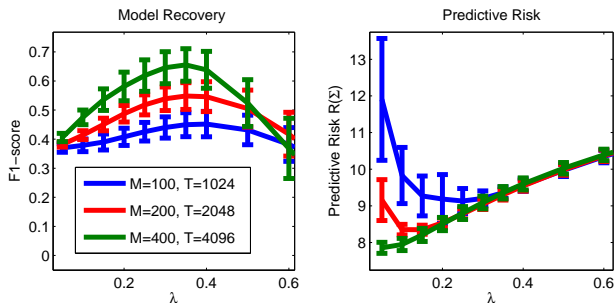 Model Recovery
F1−score
0.7
0.6
0.5
0.4
0.3
0.2
0.1
0
M=100, T=1024
M=200, T=2048
M=400, T=4096
0.2
0.4
0.6
λ
Predictive Risk
Predictive Risk R(Σ)
13
12
11
10
9
8
0.2
0.4
0.6
λ